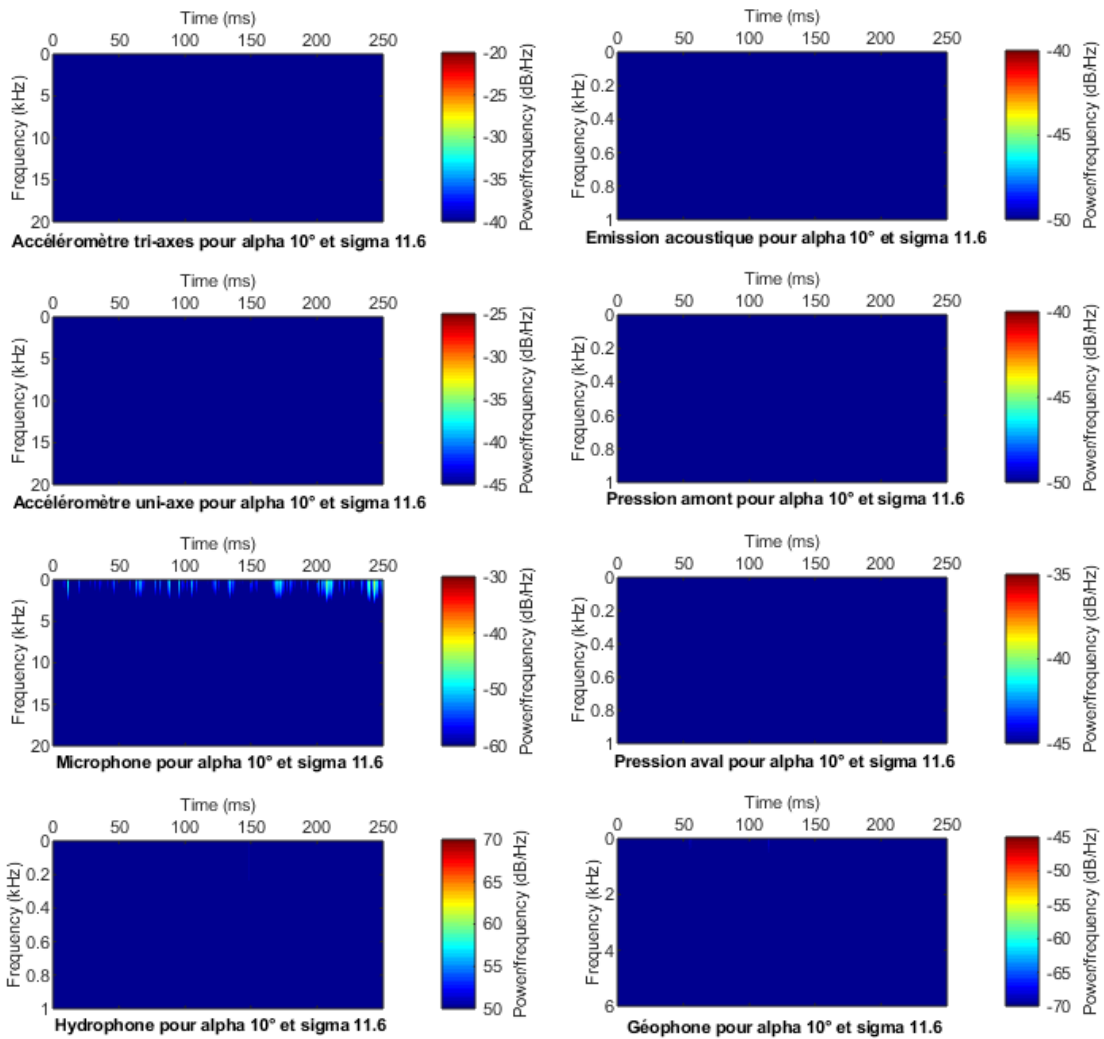 Time (ms)
0 50 100 150 200 250
Frequency (kHz)
0
5
10
15
20
-20
-25
-30
-35
-40
Power/frequency (dB/Hz)
Accéléromètre tri-axes pour alpha 10° et sigma 11.6
Time (ms)
0 50 100 150 200 250
Frequency (kHz)
0
0.2
0.4
0.6
0.8
1
-40
-45
-50
Power/frequency (dB/Hz)
Emission acoustique pour alpha 10° et sigma 11.6
Time (ms)
0 50 100 150 200 250
Frequency (kHz)
0
5
10
15
20
-25
-30
-35
-40
-45
Power/frequency (dB/Hz)
Accéléromètre uni-axe pour alpha 10° et sigma 11.6
Time (ms)
0 50 100 150 200 250
Frequency (kHz)
0
0.2
0.4
0.6
0.8
1
-40
-45
-50
Power/frequency (dB/Hz)
Pression amont pour alpha 10° et sigma 11.6
Time (ms)
0 50 100 150 200 250
Frequency (kHz)
0
5
10
15
20
-30
-40
-50
-60
Power/frequency (dB/Hz)
Microphone pour alpha 10° et sigma 11.6
Time (ms)
0 50 100 150 200 250
Frequency (kHz)
0
0.2
0.4
0.6
0.8
1
-35
-40
-45
Power/frequency (dB/Hz)
Pression aval pour alpha 10° et sigma 11.6
Time (ms)
0 50 100 150 200 250
Frequency (kHz)
0
0.2
0.4
0.6
0.8
1
70
65
60
55
50
Power/frequency (dB/Hz)
Hydrophone pour alpha 10° et sigma 11.6
Time (ms)
0 50 100 150 200 250
Frequency (kHz)
0
2
4
6
-45
-50
-55
-60
-65
-70
Power/frequency (dB/Hz)
Géophone pour alpha 10° et sigma 11.6